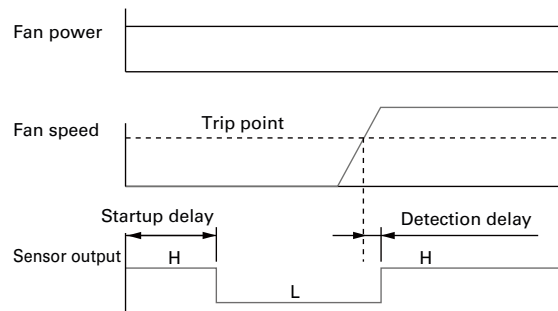 Fan power
Fan speed
Trip point
Startup delay
Detection delay
Sensor output
H
H
L